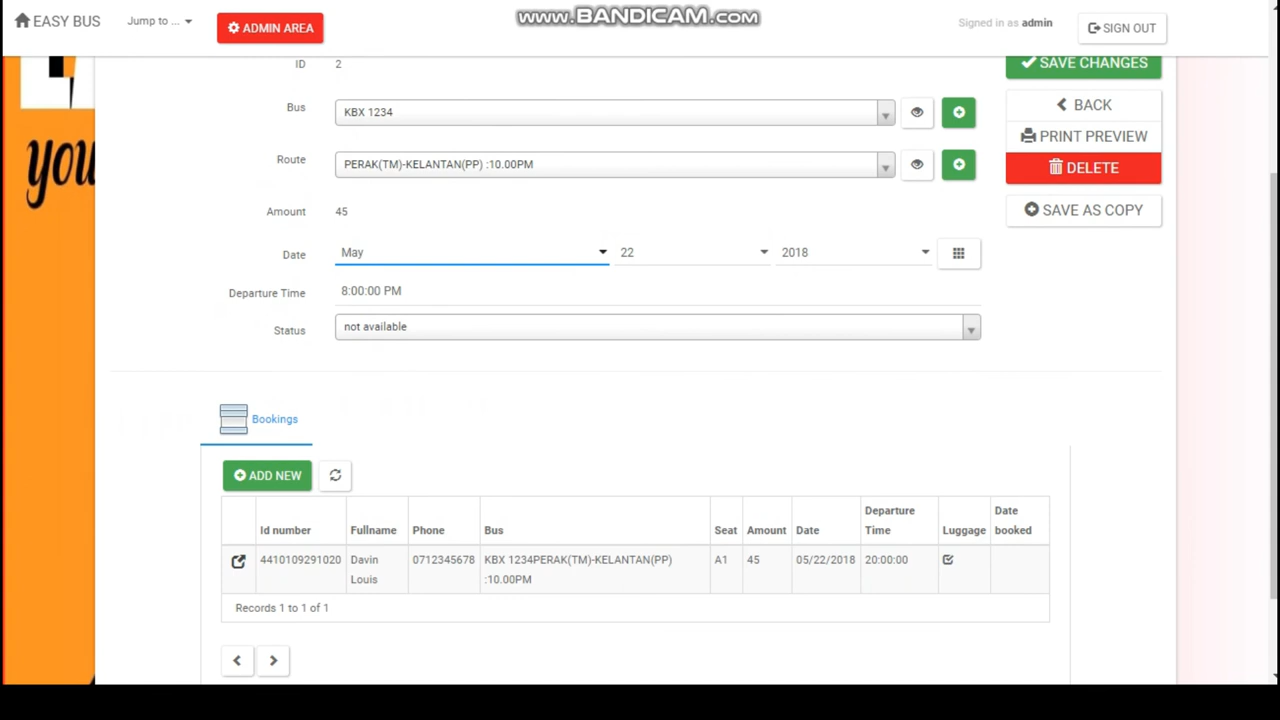 www.BANDICAM.com
EASY BUS
Jump to ...
ADMIN AREA
Signed in as admin
SIGN OUT
you
ID 2
SAVE CHANGES
Bus KBX 1234
BACK
PRINT PREVIEW
Route PERAK(TM)-KELANTAN(PP) :10.00PM
DELETE
Amount 45
SAVE AS COPY
Date May 22 2018
Departure Time 8:00:00 PM
Status not available
Bookings
ADD NEW
Id number Fullname Phone Bus Seat Amount Date Departure Time Luggage Date booked
4410109291020 Davin Louis 0712345678 KBX 1234PERAK(TM)-KELANTAN(PP) :10.00PM A1 45 05/22/2018 20:00:00
Records 1 to 1 of 1